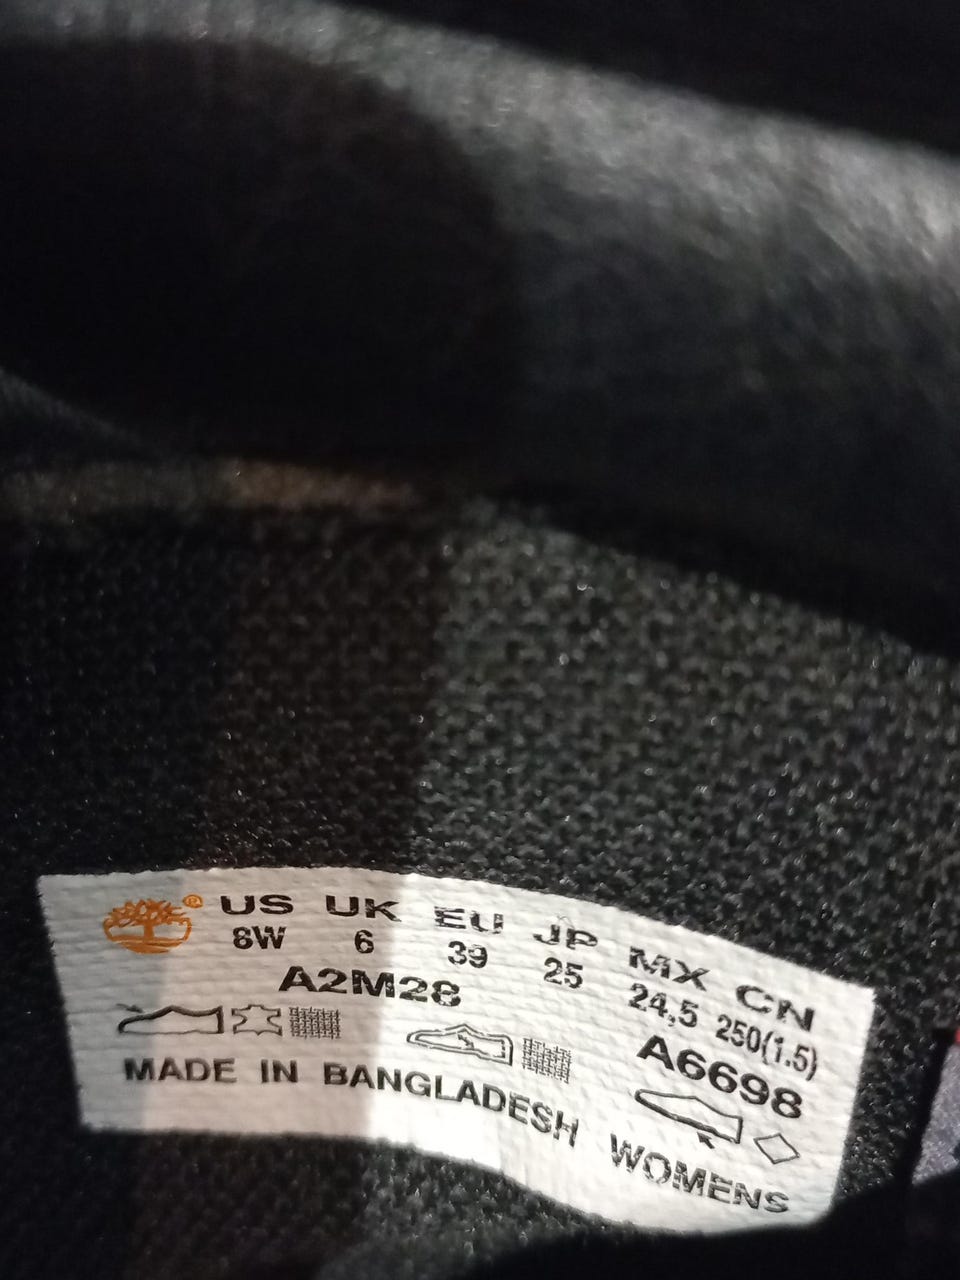 ® US UK EU JP MX CN
8W 6 39 25 24,5 250(1.5)
A2M28 A6698
MADE IN BANGLADESH WOMENS